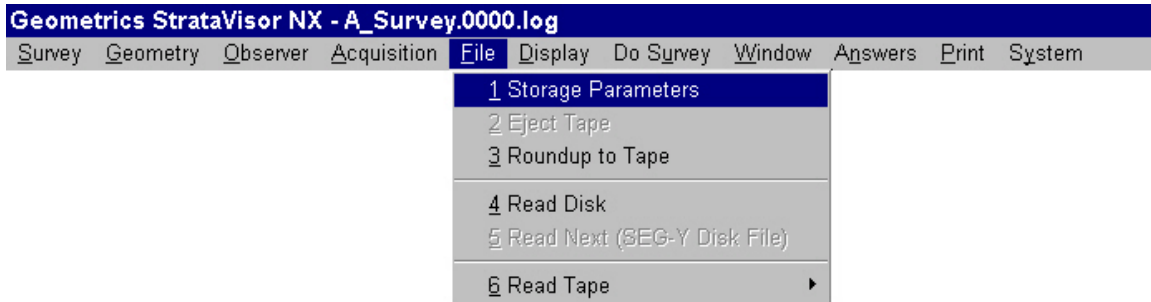 Geometrics StrataVisor NX - A_Survey.0000.log
Survey Geometry Observer Acquisition File Display Do Survey Window Answers Print System
1 Storage Parameters
2 Eject Tape
3 Roundup to Tape
4 Read Disk
5 Read Next (SEG-Y Disk File)
6 Read Tape